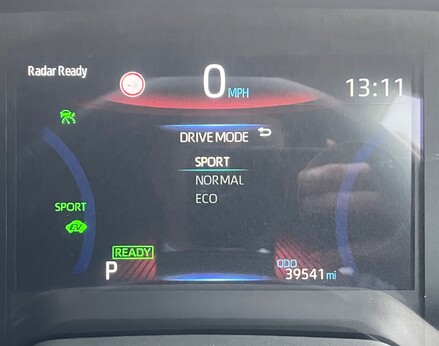 Radar Ready
0 MPH
13:11
DRIVE MODE
SPORT
NORMAL
ECO
SPORT
EV
READY
P
39541 mi